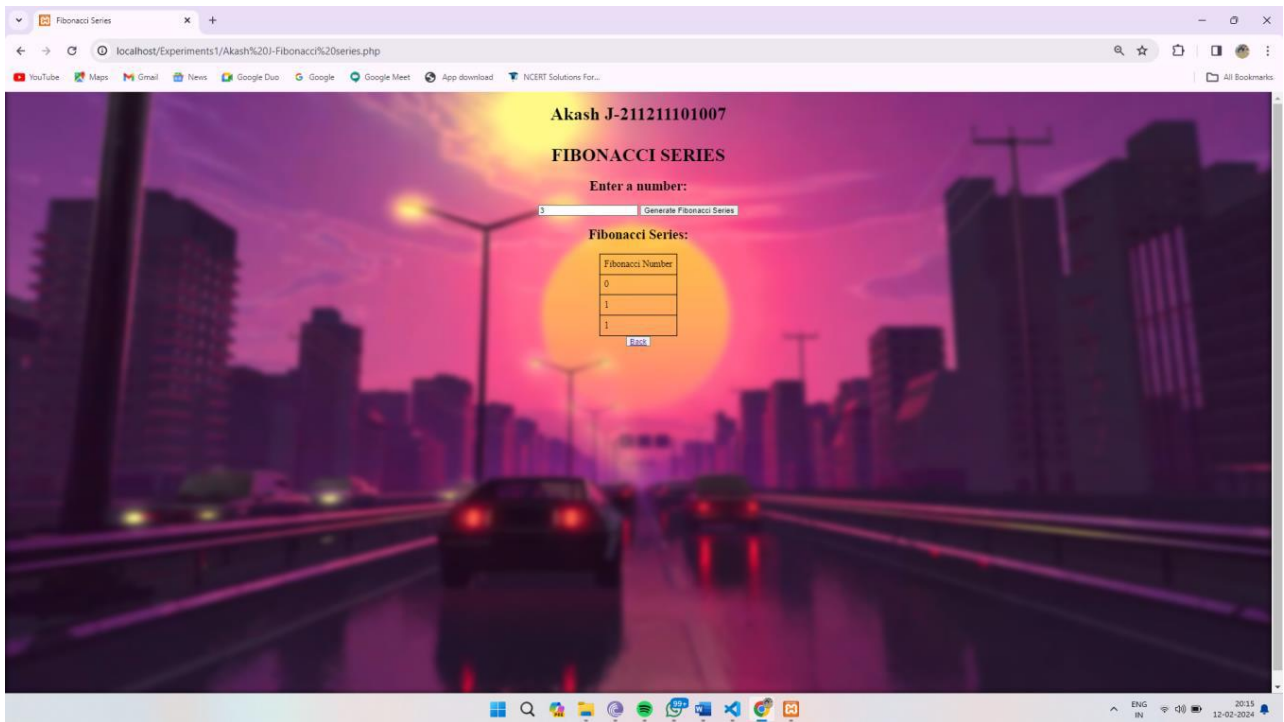 Fibonacci Series
localhost/Experiments1/Akash%20J-Fibonacci%20series.php
YouTube Maps Gmail News Google Duo Google Google Meet App download NCERT Solutions For... All Bookmarks
Akash J-211211101007
FIBONACCI SERIES
Enter a number:
3 Generate Fibonacci Series
Fibonacci Series:
Fibonacci Number
0
1
1
Back
99+
ENG 20:15
IN 12-02-2024